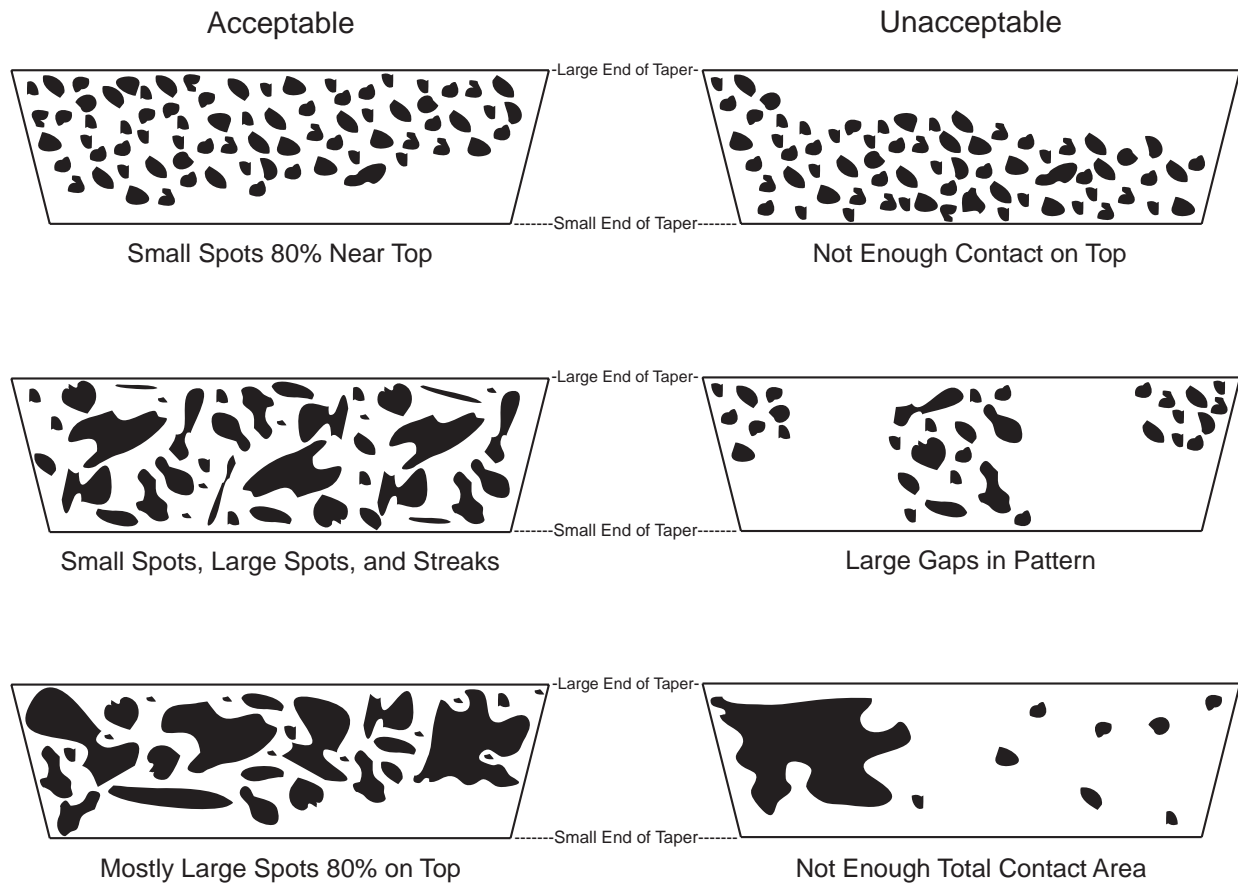 Acceptable
Unacceptable
-Large End of Taper-
-------Small End of Taper-------
Small Spots 80% Near Top
Not Enough Contact on Top
-Large End of Taper-
-------Small End of Taper-------
Small Spots, Large Spots, and Streaks
Large Gaps in Pattern
-Large End of Taper-
-------Small End of Taper-------
Mostly Large Spots 80% on Top
Not Enough Total Contact Area